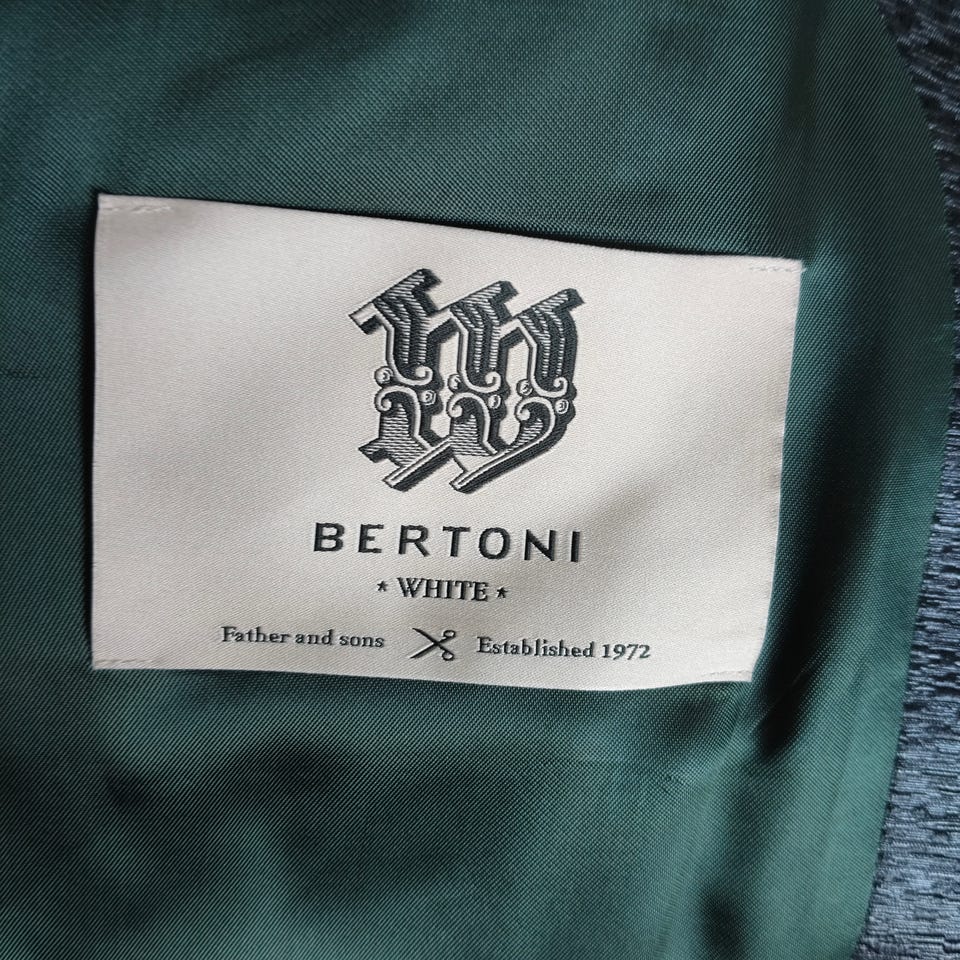 W
BERTONI
* WHITE *
Father and sons Established 1972